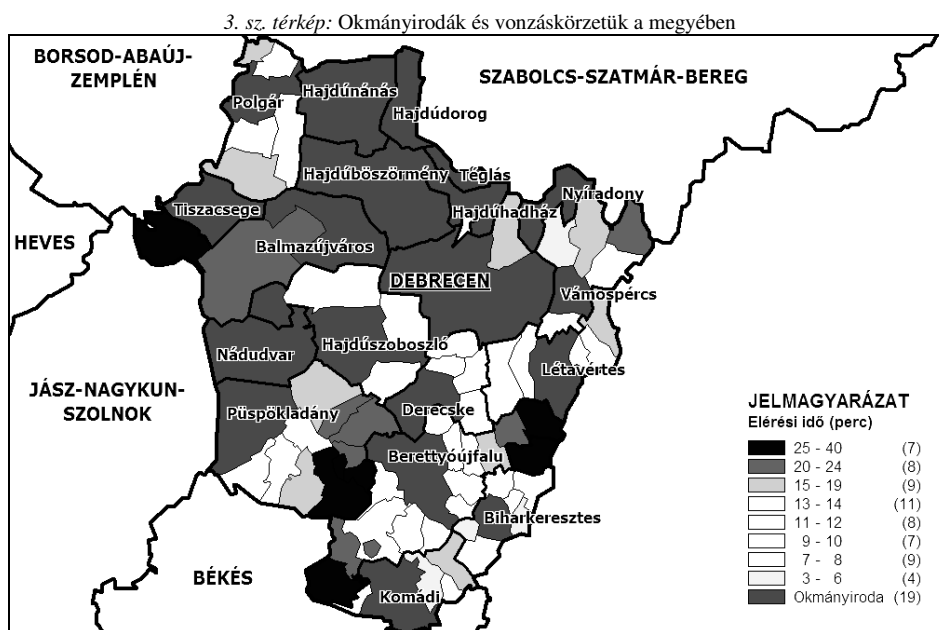 3. sz. térkép: Okmányirodák és vonzáskörzetük a megyében
BORSOD-ABAÚJ-
ZEMPLÉN
SZABOLCS-SZATMÁR-BEREG
Polgár
Hajdúnánás
Hajdúdorog
Hajdúböszörmény
Téglás
Nyíradony
Tiszacsege
Hajdúhadház
HEVES
Balmazújváros
DEBRECEN
Vámospércs
Nádudvar
Hajdúszoboszló
Létavértes
JÁSZ-NAGYKUN-
SZOLNOK
Püspökladány
Derecske
Berettyóújfalu
Biharkeresztes
BÉKÉS
Komádi
JELMAGYARÁZAT
Elérési idő (perc)
25 - 40 (7)
20 - 24 (8)
15 - 19 (9)
13 - 14 (11)
11 - 12 (8)
9 - 10 (7)
7 - 8 (9)
3 - 6 (4)
Okmányiroda (19)